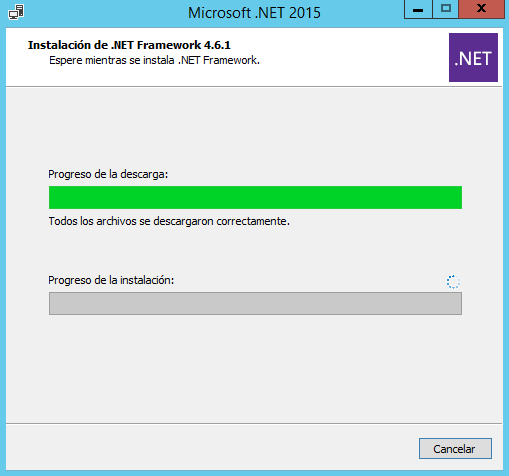 Microsoft .NET 2015
Instalación de .NET Framework 4.6.1
Espere mientras se instala .NET Framework.
.NET
Progreso de la descarga:
Todos los archivos se descargaron correctamente.
Progreso de la instalación:
Cancelar